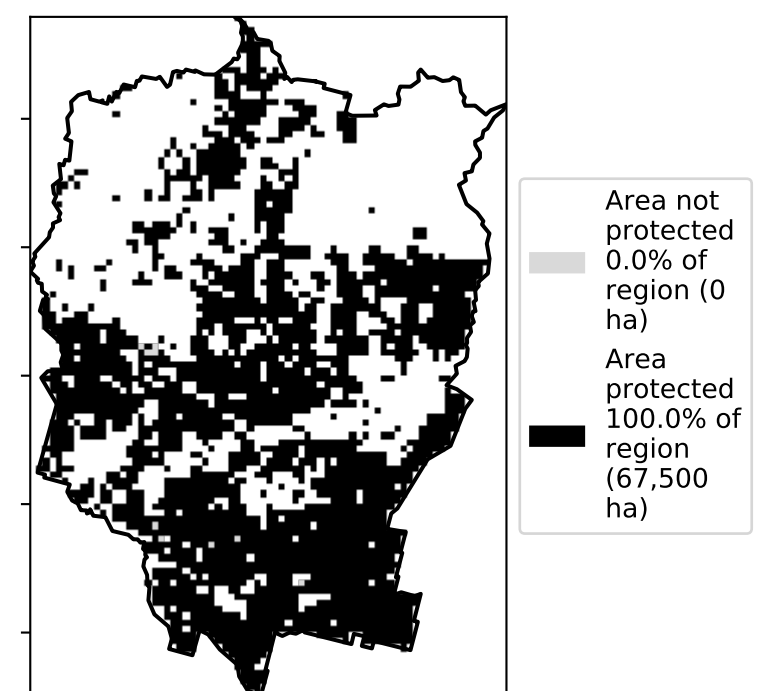 Area not
protected
0.0% of
region (0
ha)
Area
protected
100.0% of
region
(67,500
ha)